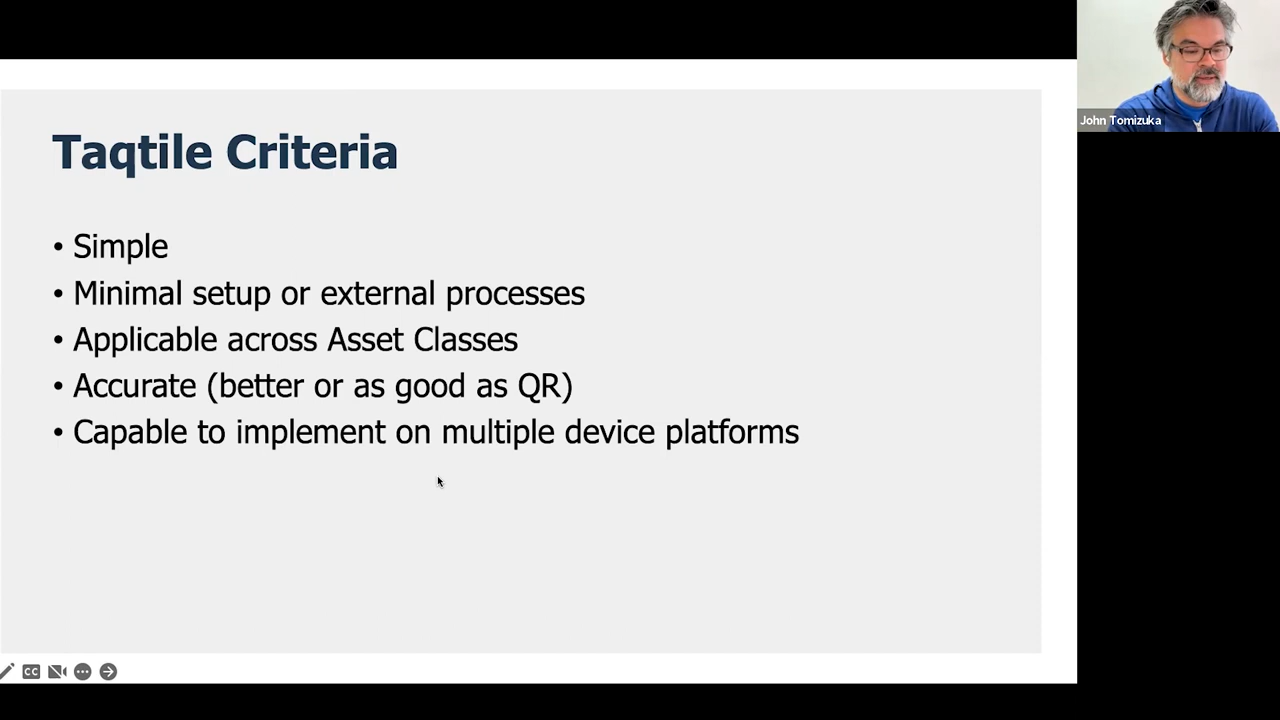 Taqtile Criteria
• Simple
• Minimal setup or external processes
• Applicable across Asset Classes
• Accurate (better or as good as QR)
• Capable to implement on multiple device platforms
John Tomizuka
CC